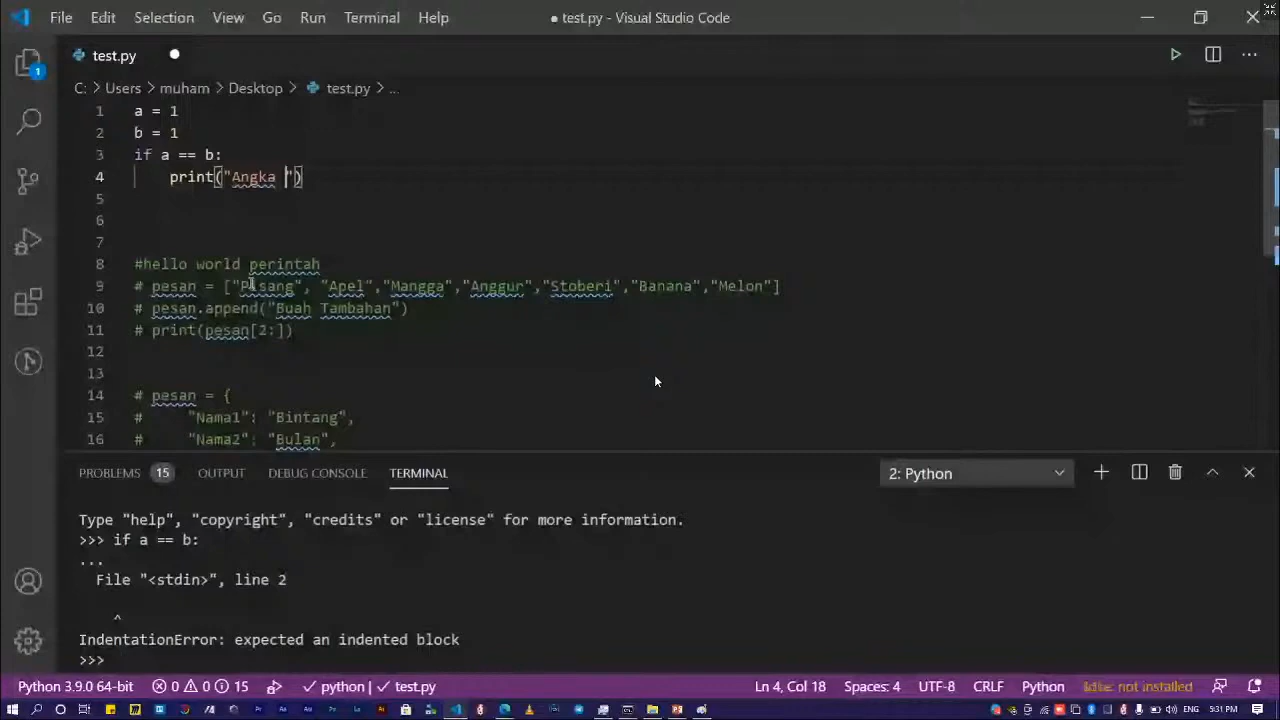 File Edit Selection View Go Run Terminal Help ● test.py - Visual Studio Code
test.py
C: > Users > muham > Desktop > test.py > ...
1 a = 1
2 b = 1
3 if a == b:
4 print("Angka ")
5
6
7
8 #hello world perintah
9 # pesan = ["Pisang", "Apel","Mangga","Anggur","Stoberi","Banana","Melon"]
10 # pesan.append("Buah Tambahan")
11 # print(pesan[2:])
12
13
14 # pesan = {
15 # "Nama1": "Bintang",
16 # "Nama2": "Bulan",
1
PROBLEMS 15 OUTPUT DEBUG CONSOLE TERMINAL 2: Python
Type "help", "copyright", "credits" or "license" for more information.
>>> if a == b:
...
File "<stdin>", line 2
^
IndentationError: expected an indented block
>>>
Python 3.9.0 64-bit 0 0 15 python | test.py Ln 4, Col 18 Spaces: 4 UTF-8 CRLF Python not installed
ENG 5:31 PM